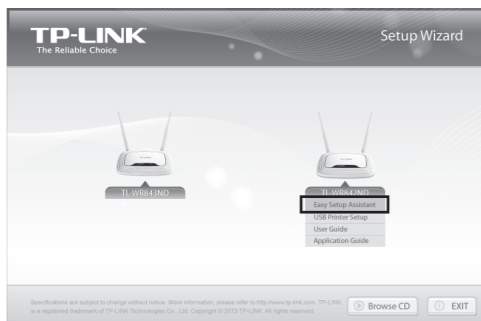 TP-LINK
The Reliable Choice
Setup Wizard
TL-WR843ND
TL-WR842ND
Easy Setup Assistant
USB Printer Setup
User Guide
Application Guide
Specifications are subject to change without notice. More information, please refer to http://www.tp-link.com. TP-LINK
is a registered trademark of TP-LINK Technologies Co., Ltd. Copyright © 2013 TP-LINK. All rights reserved.
Browse CD
EXIT